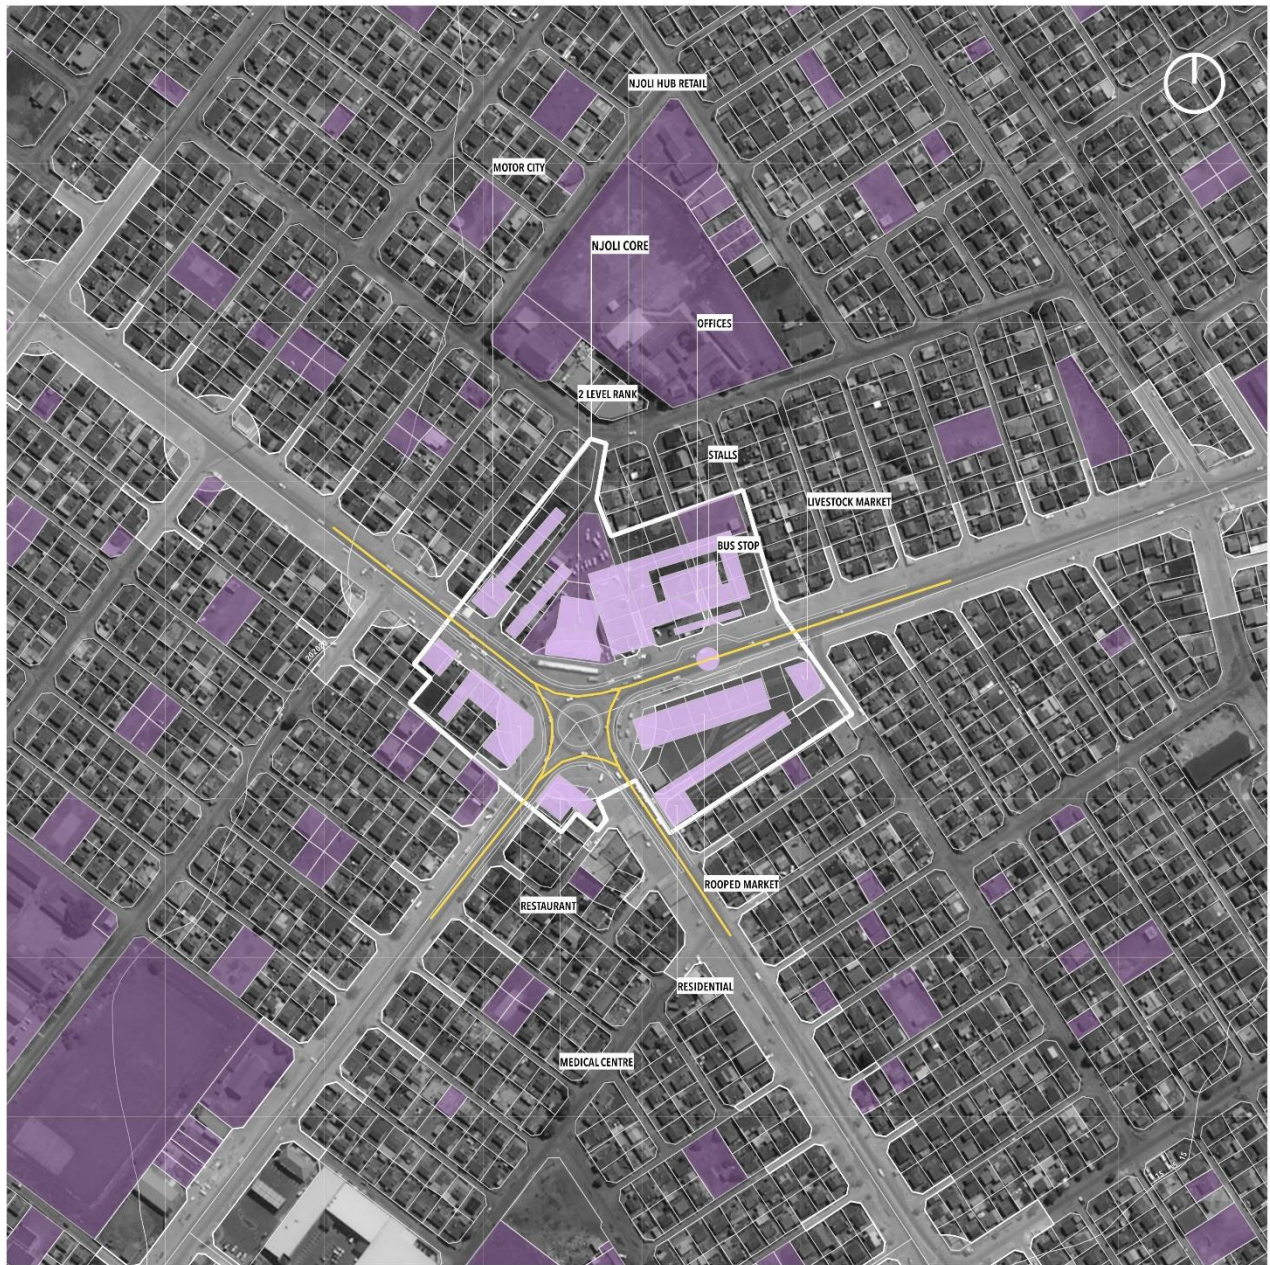 NJOLI HUB RETAIL
MOTOR CITY
NJOLI CORE
OFFICES
2 LEVEL RANK
STALLS
LIVESTOCK MARKET
BUS STOP
ROOPED MARKET
RESTAURANT
RESIDENTIAL
MEDICAL CENTRE